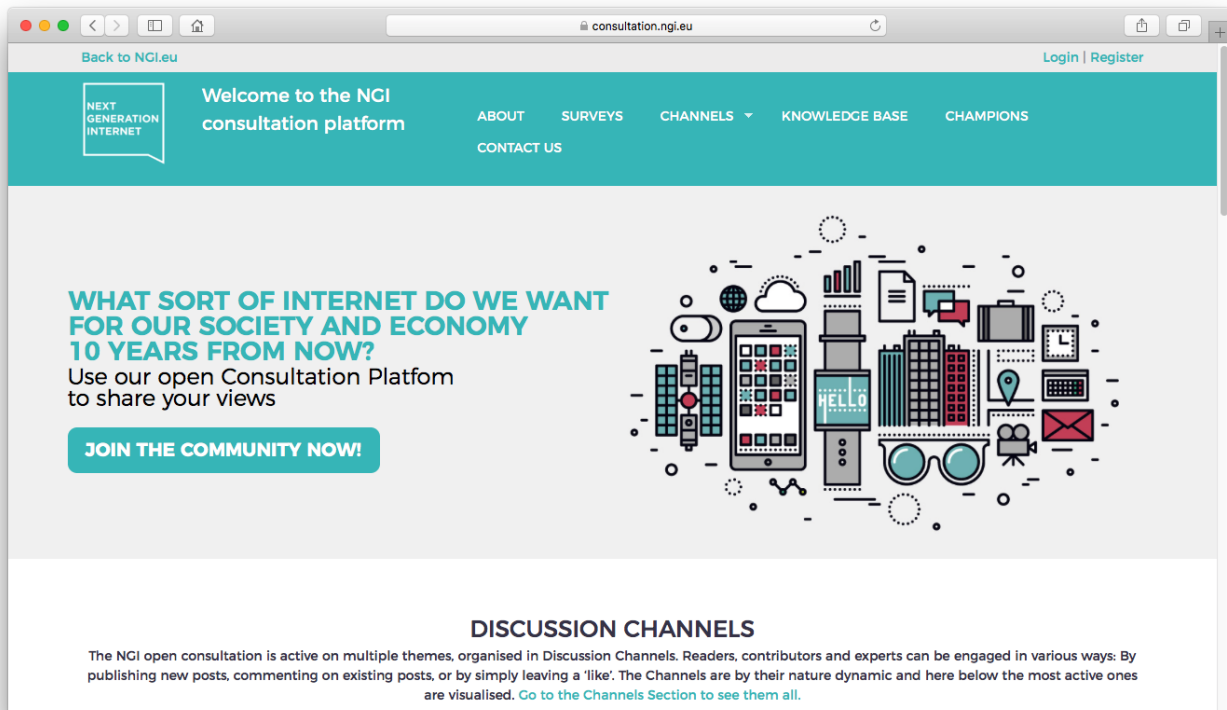 consultation.ngi.eu
Back to NGI.eu
Login | Register
NEXT
GENERATION
INTERNET
Welcome to the NGI
consultation platform
ABOUT SURVEYS CHANNELS KNOWLEDGE BASE CHAMPIONS
CONTACT US
WHAT SORT OF INTERNET DO WE WANT
FOR OUR SOCIETY AND ECONOMY
10 YEARS FROM NOW?
Use our open Consultation Platfom
to share your views
JOIN THE COMMUNITY NOW!
HELLO
DISCUSSION CHANNELS
The NGI open consultation is active on multiple themes, organised in Discussion Channels. Readers, contributors and experts can be engaged in various ways: By
publishing new posts, commenting on existing posts, or by simply leaving a 'like'. The Channels are by their nature dynamic and here below the most active ones
are visualised. Go to the Channels Section to see them all.